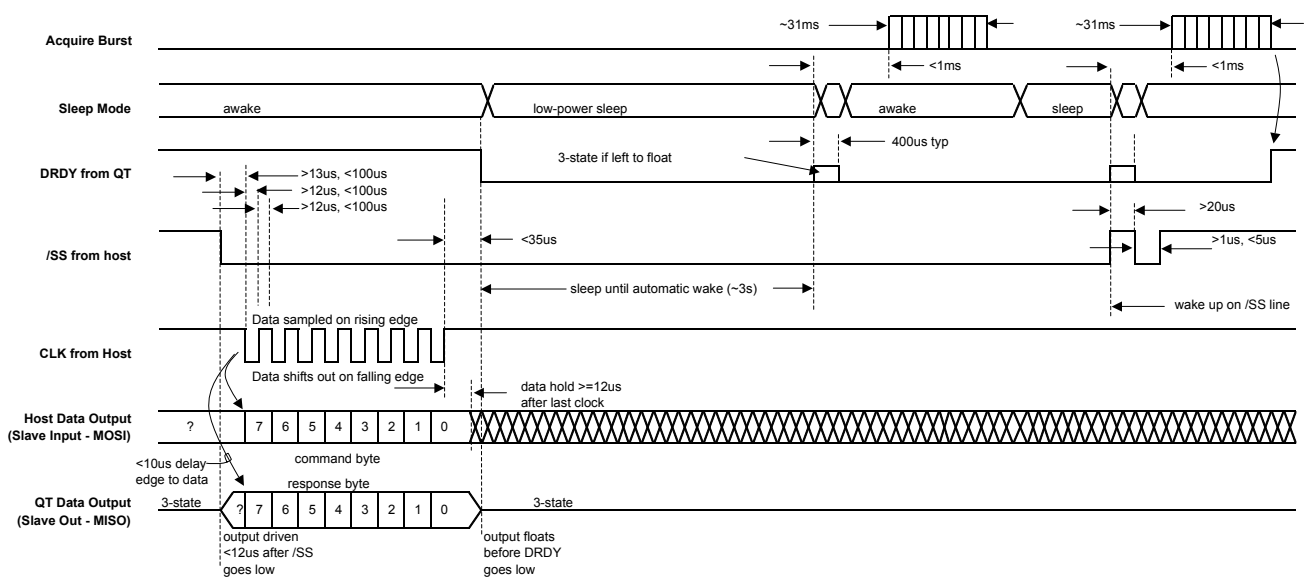 ~31ms
~31ms
Acquire Burst
<1ms
<1ms
Sleep Mode
awake
low-power sleep
awake
sleep
400us typ
3-state if left to float
DRDY from QT
>13us, <100us
>12us, <100us
>12us, <100us
>20us
<35us
>1us, <5us
/SS from host
sleep until automatic wake (~3s)
wake up on /SS line
Data sampled on rising edge
CLK from Host
Data shifts out on falling edge
data hold >=12us
after last clock
Host Data Output
(Slave Input - MOSI)
? 7 6 5 4 3 2 1 0
command byte
<10us delay
edge to data
response byte
QT Data Output
(Slave Out - MISO)
3-state
? 7 6 5 4 3 2 1 0
3-state
output driven
<12us after /SS
goes low
output floats
before DRDY
goes low